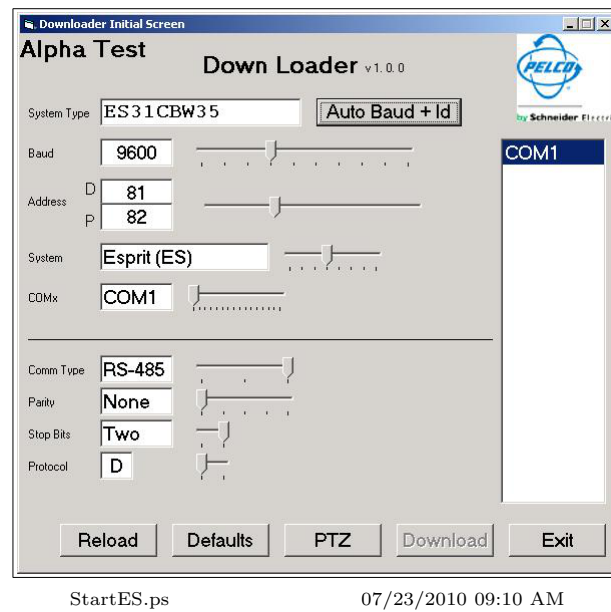 Downloader Initial Screen
Alpha Test
Down Loader v1.0.0
PELCO
by Schneider Electri
System Type ES31CBW35 Auto Baud + Id
Baud 9600
COM1
Address D 81
P 82
System Esprit (ES)
COMx COM1
Comm Type RS-485
Parity None
Stop Bits Two
Protocol D
Reload Defaults PTZ Download Exit
StartES.ps 07/23/2010 09:10 AM